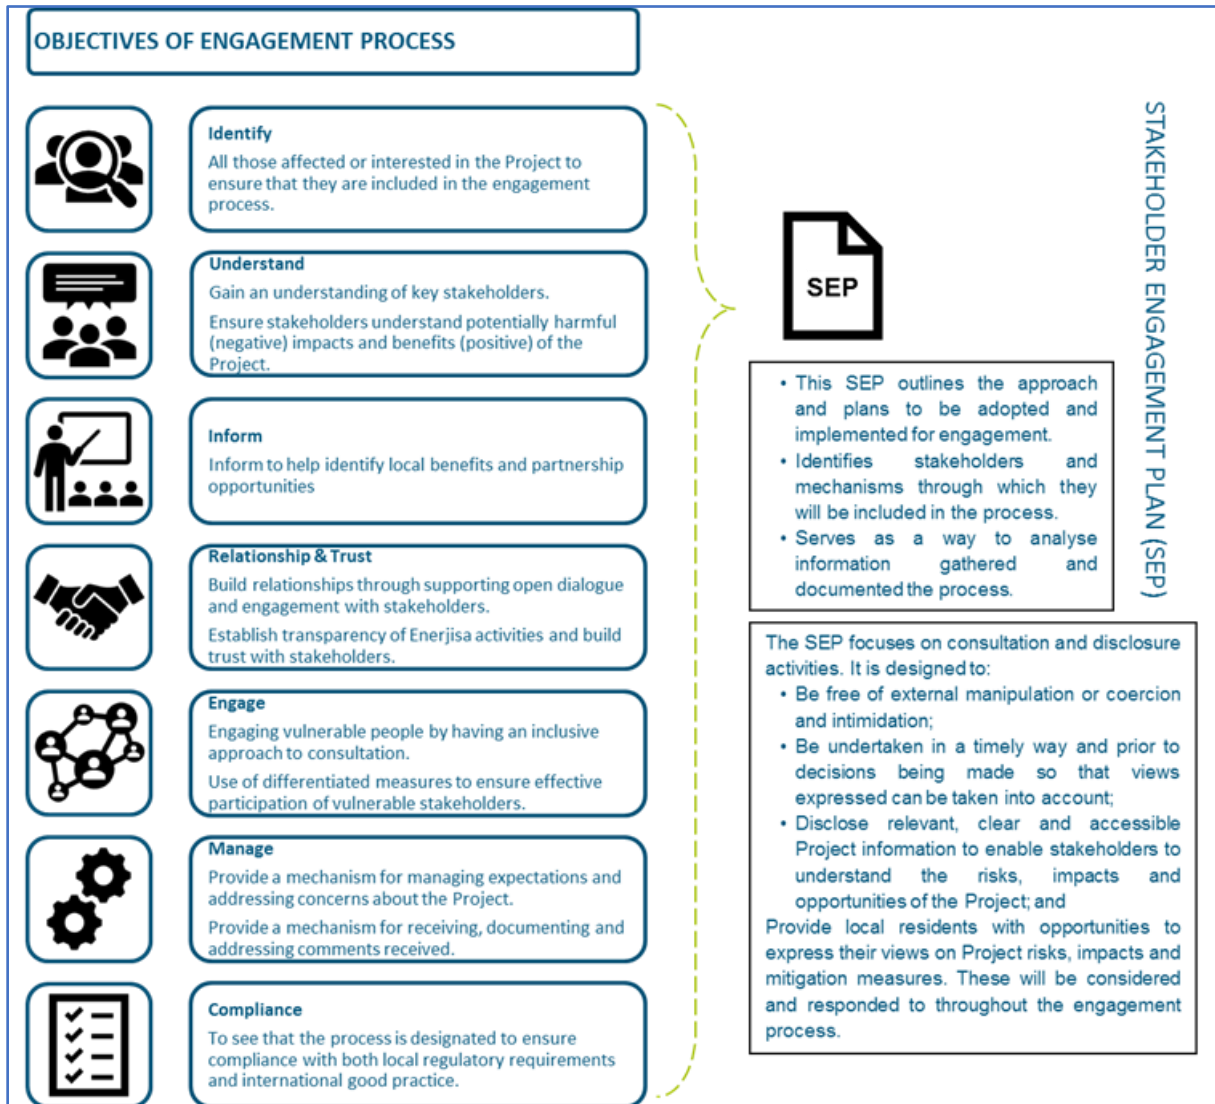 OBJECTIVES OF ENGAGEMENT PROCESS
Identify
All those affected or interested in the Project to
ensure that they are included in the engagement
process.
Understand
Gain an understanding of key stakeholders.
Ensure stakeholders understand potentially harmful
(negative) impacts and benefits (positive) of the
Project.
Inform
Inform to help identify local benefits and partnership
opportunities
Relationship & Trust
Build relationships through supporting open dialogue
and engagement with stakeholders.
Establish transparency of Enerjisa activities and build
trust with stakeholders.
Engage
Engaging vulnerable people by having an inclusive
approach to consultation.
Use of differentiated measures to ensure effective
participation of vulnerable stakeholders.
Manage
Provide a mechanism for managing expectations and
addressing concerns about the Project.
Provide a mechanism for receiving, documenting and
addressing comments received.
Compliance
To see that the process is designated to ensure
compliance with both local regulatory requirements
and international good practice.
SEP
• This SEP outlines the approach
and plans to be adopted and
implemented for engagement.
• Identifies stakeholders and
mechanisms through which they
will be included in the process.
• Serves as a way to analyse
information gathered and
documented the process.
The SEP focuses on consultation and disclosure
activities. It is designed to:
• Be free of external manipulation or coercion
and intimidation;
• Be undertaken in a timely way and prior to
decisions being made so that views
expressed can be taken into account;
• Disclose relevant, clear and accessible
Project information to enable stakeholders to
understand the risks, impacts and
opportunities of the Project; and
Provide local residents with opportunities to
express their views on Project risks, impacts and
mitigation measures. These will be considered
and responded to throughout the engagement
process.
STAKEHOLDER ENGAGEMENT PLAN (SEP)